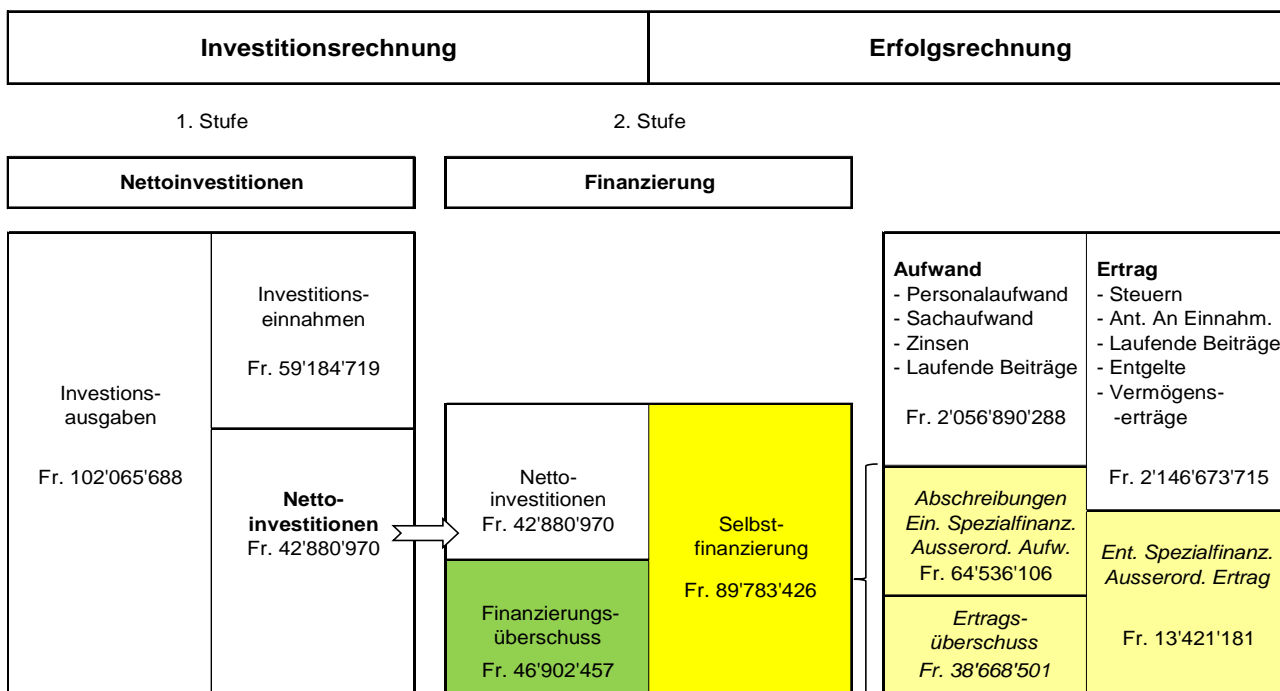 Investitionsrechnung
Erfolgsrechnung
1. Stufe
2. Stufe
Nettoinvestitionen
Finanzierung
Investions-
ausgaben
Fr. 102'065'688
Investitions-
einnahmen
Fr. 59'184'719
Netto-
investitionen
Fr. 42'880'970
Netto-
investitionen
Fr. 42'880'970
Finanzierungs-
überschuss
Fr. 46'902'457
Selbst-
finanzierung
Fr. 89'783'426
Aufwand
- Personalaufwand
- Sachaufwand
- Zinsen
- Laufende Beiträge
Fr. 2'056'890'288
Abschreibungen
Ein. Spezialfinanz.
Ausserord. Aufw.
Fr. 64'536'106
Ertrags-
überschuss
Fr. 38'668'501
Ertrag
- Steuern
- Ant. An Einnahm.
- Laufende Beiträge
- Entgelte
- Vermögens-
-erträge
Fr. 2'146'673'715
Ent. Spezialfinanz.
Ausserord. Ertrag
Fr. 13'421'181